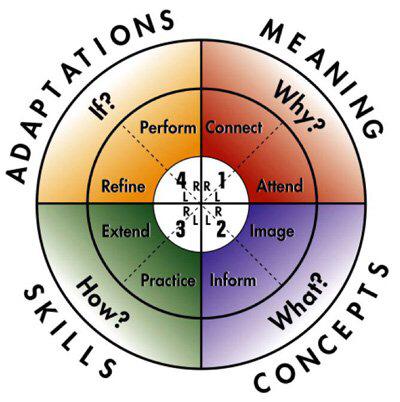 ADAPTATIONS
MEANING
If?
Why?
Perform
Connect
Refine
Attend
4 R R 1
L L
R R
3 L L 2
Extend
Image
Practice
Inform
How?
What?
SKILLS
CONCEPTS